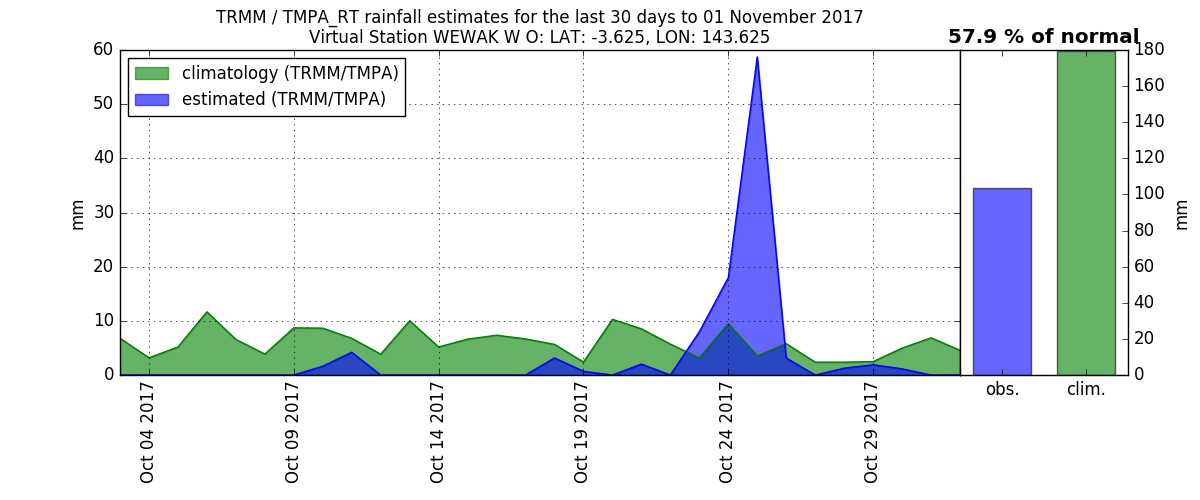 TRMM / TMPA_RT rainfall estimates for the last 30 days to 01 November 2017
Virtual Station WEWAK W O: LAT: -3.625, LON: 143.625
57.9 % of normal
climatology (TRMM/TMPA)
estimated (TRMM/TMPA)
mm
60
50
40
30
20
10
0
Oct 04 2017
Oct 09 2017
Oct 14 2017
Oct 19 2017
Oct 24 2017
Oct 29 2017
obs.
clim.
180
160
140
120
100
80
60
40
20
0
mm